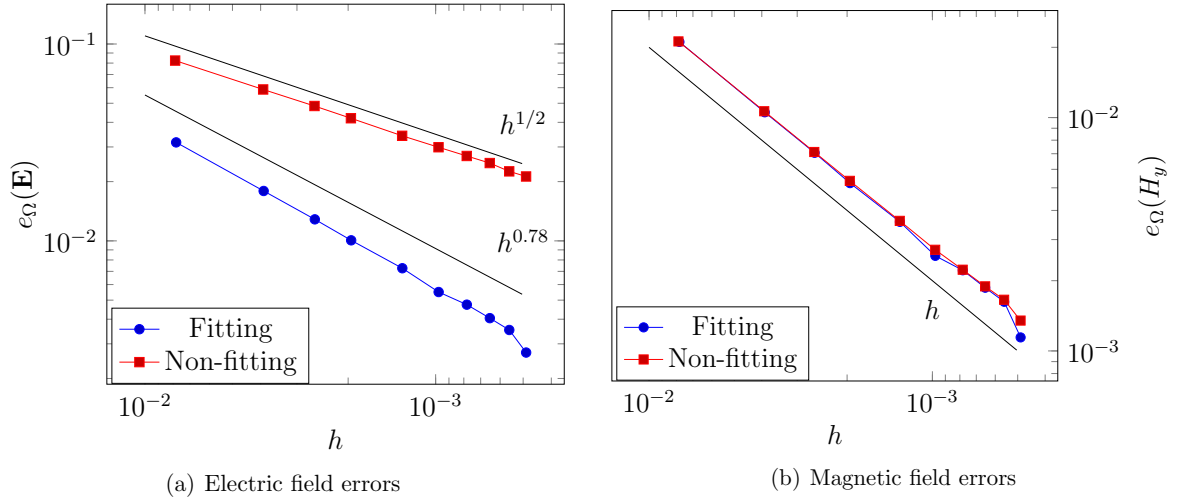 10^{-1}
10^{-2}
e_Ω(𝐄)
h^{1/2}
h^{0.78}
Fitting
Non-fitting
10^{-2}
10^{-3}
h
(a) Electric field errors
10^{-2}
10^{-3}
e_Ω(H_y)
h
Fitting
Non-fitting
10^{-2}
10^{-3}
h
(b) Magnetic field errors